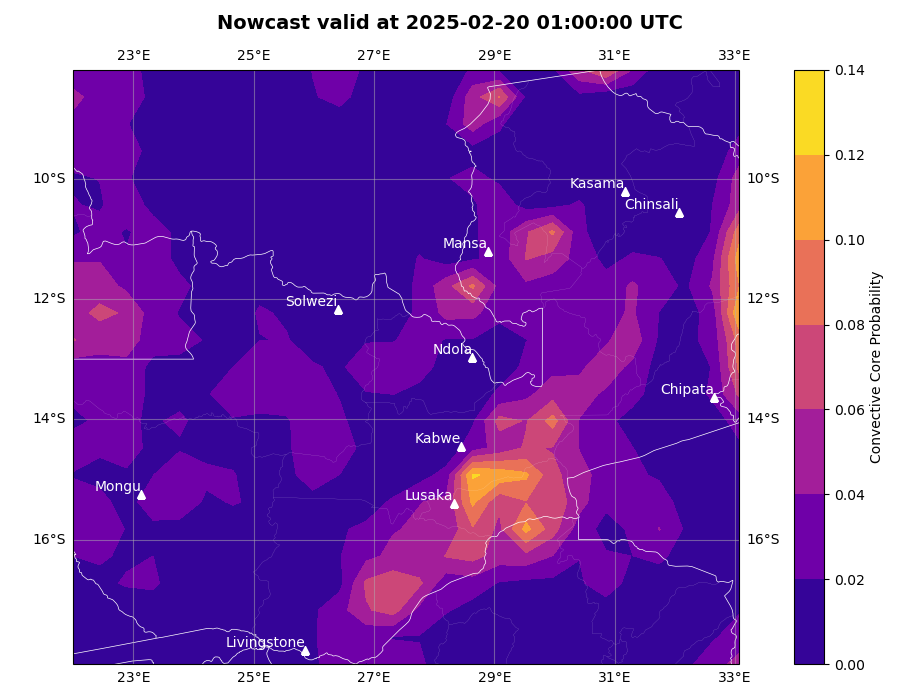 Nowcast valid at 2025-02-20 01:00:00 UTC
23°E 25°E 27°E 29°E 31°E 33°E
0.14
0.12
0.10
0.08
0.06
0.04
0.02
0.00
Convective Core Probability
10°S
12°S
14°S
16°S
Kasama
Chinsali
Mansa
Solwezi
Ndola
Chipata
Kabwe
Mongu
Lusaka
Livingstone
23°E 25°E 27°E 29°E 31°E 33°E